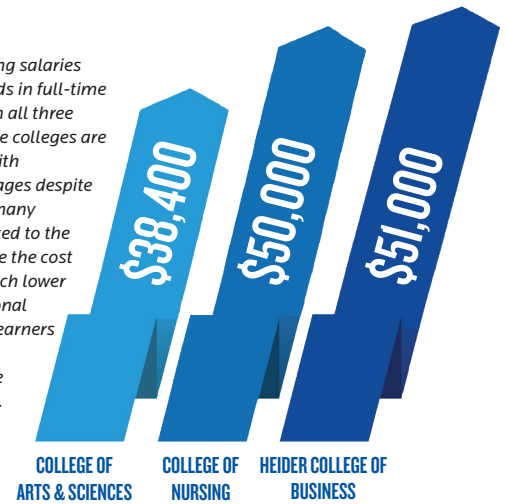 ng salaries
ds in full-time
all three
e colleges are
ith
ages despite
many
ed to the
e the cost
ch lower
onal
earners
e
$38,400
$50,000
$51,000
COLLEGE OF
ARTS & SCIENCES
COLLEGE OF
NURSING
HEIDER COLLEGE OF
BUSINESS